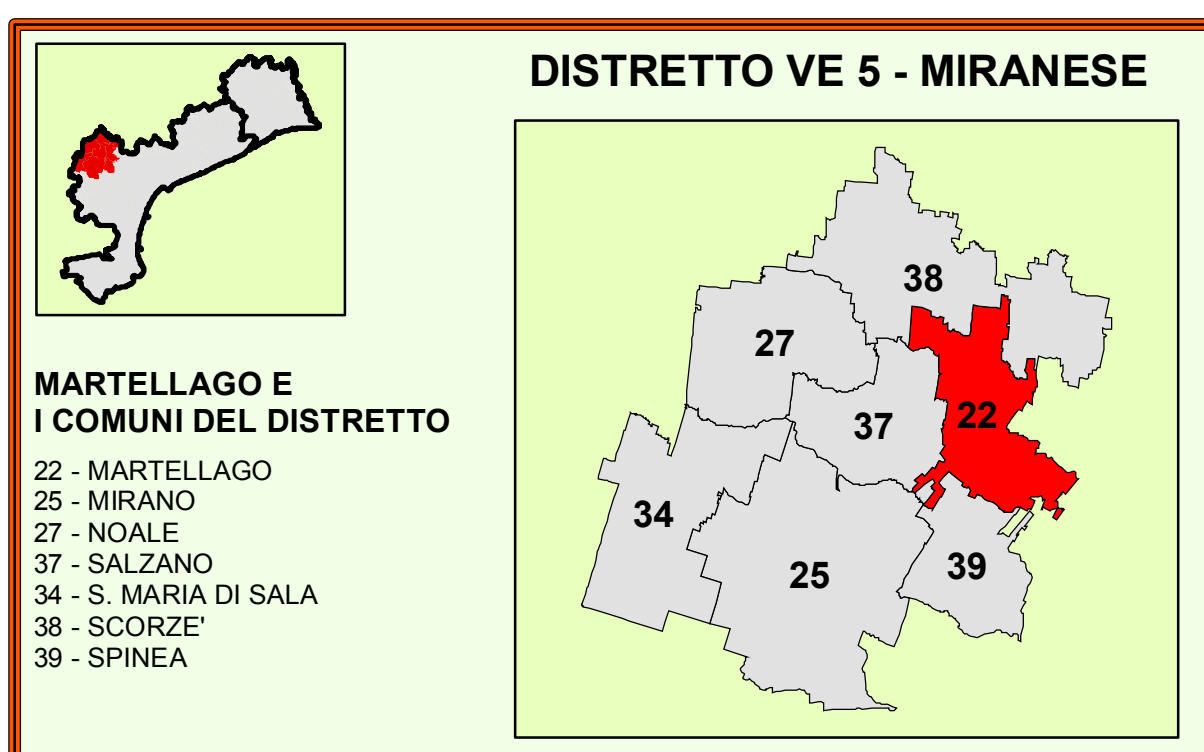 DISTRETTO VE 5 - MIRANESE
MARTELLAGO E
I COMUNI DEL DISTRETTO
22 - MARTELLAGO
25 - MIRANO
27 - NOALE
37 - SALZANO
34 - S. MARIA DI SALA
38 - SCORZE'
39 - SPINEA
38
27
37
22
34
25
39